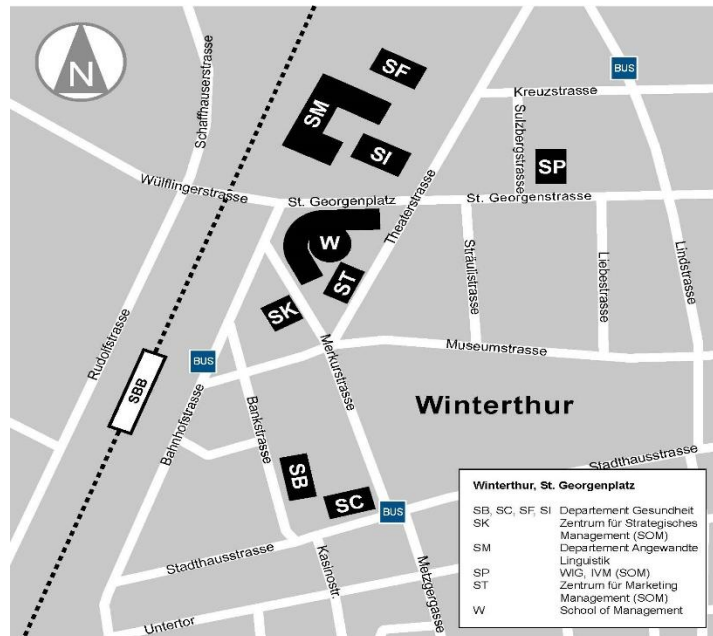 N
SF
SM
SI
BUS
Schaffhauserstrasse
Kreuzstrasse
Sulzbergstrasse
SP
Wülflingerstrasse
St. Georgenplatz
St. Georgenstrasse
Theaterstrasse
W
ST
SK
Sträulistrasse
Liebestrasse
Lindstrasse
Rudolfstrasse
SBB
BUS
Merkurstrasse
Museumstrasse
Bahnhofstrasse
Bankstrasse
Winterthur
SB
SC
BUS
Stadthausstrasse
Stadthausstrasse
Kasinostr.
Metzgergasse
Untertor
Winterthur, St. Georgenplatz
SB, SC, SF, SI Departement Gesundheit
SK Zentrum für Strategisches
Management (SOM)
SM Departement Angewandte
Linguistik
SP WIG, IVM (SOM)
ST Zentrum für Marketing
Management (SOM)
W School of Management